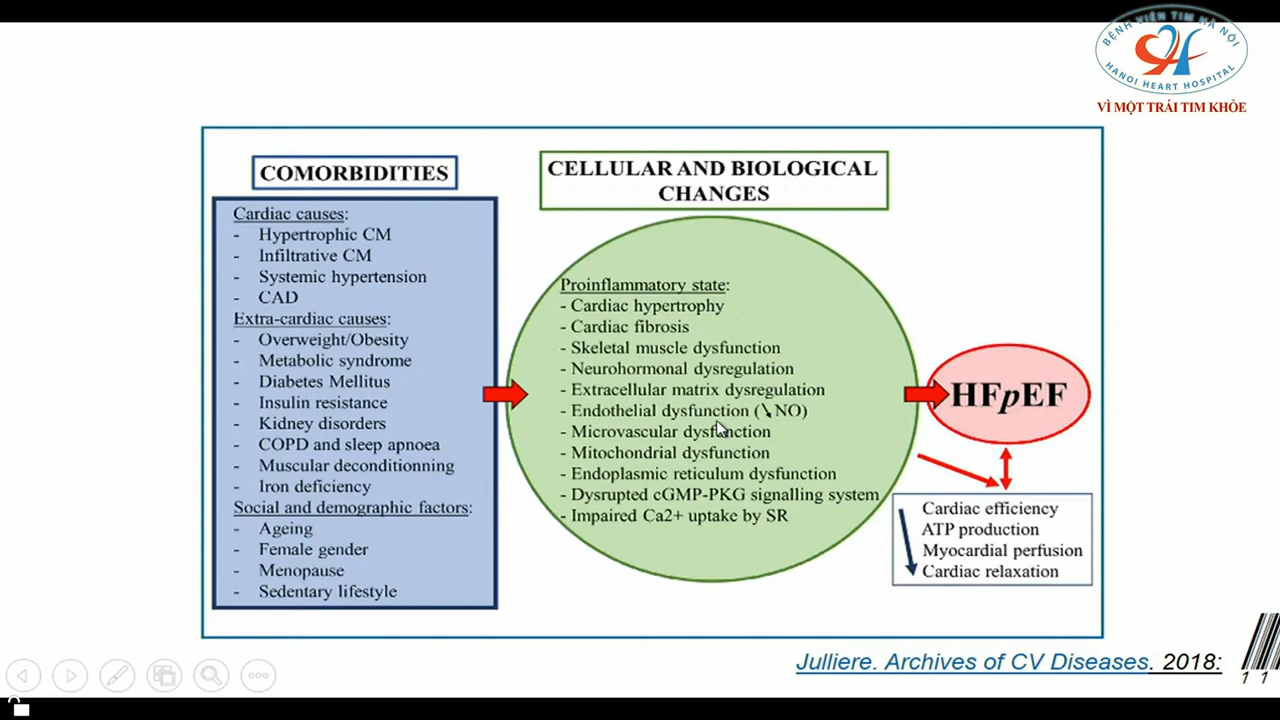 BỆNH VIỆN TIM HÀ NỘI
HANOI HEART HOSPITAL
VÌ MỘT TRÁI TIM KHỎE
COMORBIDITIES
Cardiac causes:
- Hypertrophic CM
- Infiltrative CM
- Systemic hypertension
- CAD
Extra-cardiac causes:
- Overweight/Obesity
- Metabolic syndrome
- Diabetes Mellitus
- Insulin resistance
- Kidney disorders
- COPD and sleep apnoea
- Muscular deconditionning
- Iron deficiency
Social and demographic factors:
- Ageing
- Female gender
- Menopause
- Sedentary lifestyle
CELLULAR AND BIOLOGICAL
CHANGES
Proinflammatory state:
- Cardiac hypertrophy
- Cardiac fibrosis
- Skeletal muscle dysfunction
- Neurohormonal dysregulation
- Extracellular matrix dysregulation
- Endothelial dysfunction (↘NO)
- Microvascular dysfunction
- Mitochondrial dysfunction
- Endoplasmic reticulum dysfunction
- Dysrupted cGMP-PKG signalling system
- Impaired Ca2+ uptake by SR
HFpEF
Cardiac efficiency
ATP production
Myocardial perfusion
Cardiac relaxation
Julliere. Archives of CV Diseases. 2018:
11